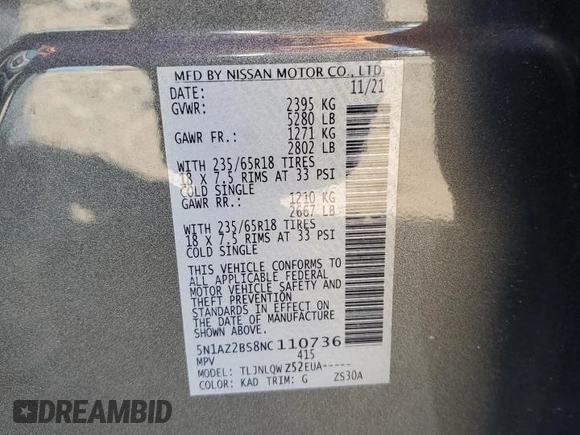 MFD BY NISSAN MOTOR CO., LTD.
DATE: 11/21
GVWR: 2395 KG
5280 LB
GAWR FR.: 1271 KG
2802 LB
WITH 235/65R18 TIRES
18 X 7.5 RIMS AT 33 PSI
COLD SINGLE
GAWR RR.: 1210 KG
2667 LB
WITH 235/65R18 TIRES
18 X 7.5 RIMS AT 33 PSI
COLD SINGLE
THIS VEHICLE CONFORMS TO
ALL APPLICABLE FEDERAL
MOTOR VEHICLE SAFETY AND
THEFT PREVENTION
STANDARDS IN EFFECT ON
THE DATE OF MANUFACTURE
SHOWN ABOVE.
5N1AZ2BS8NC110736
MPV 415
MODEL: TLJNLQWZ52EUA-----
COLOR: KAD TRIM: G ZS30A
DREAMBID